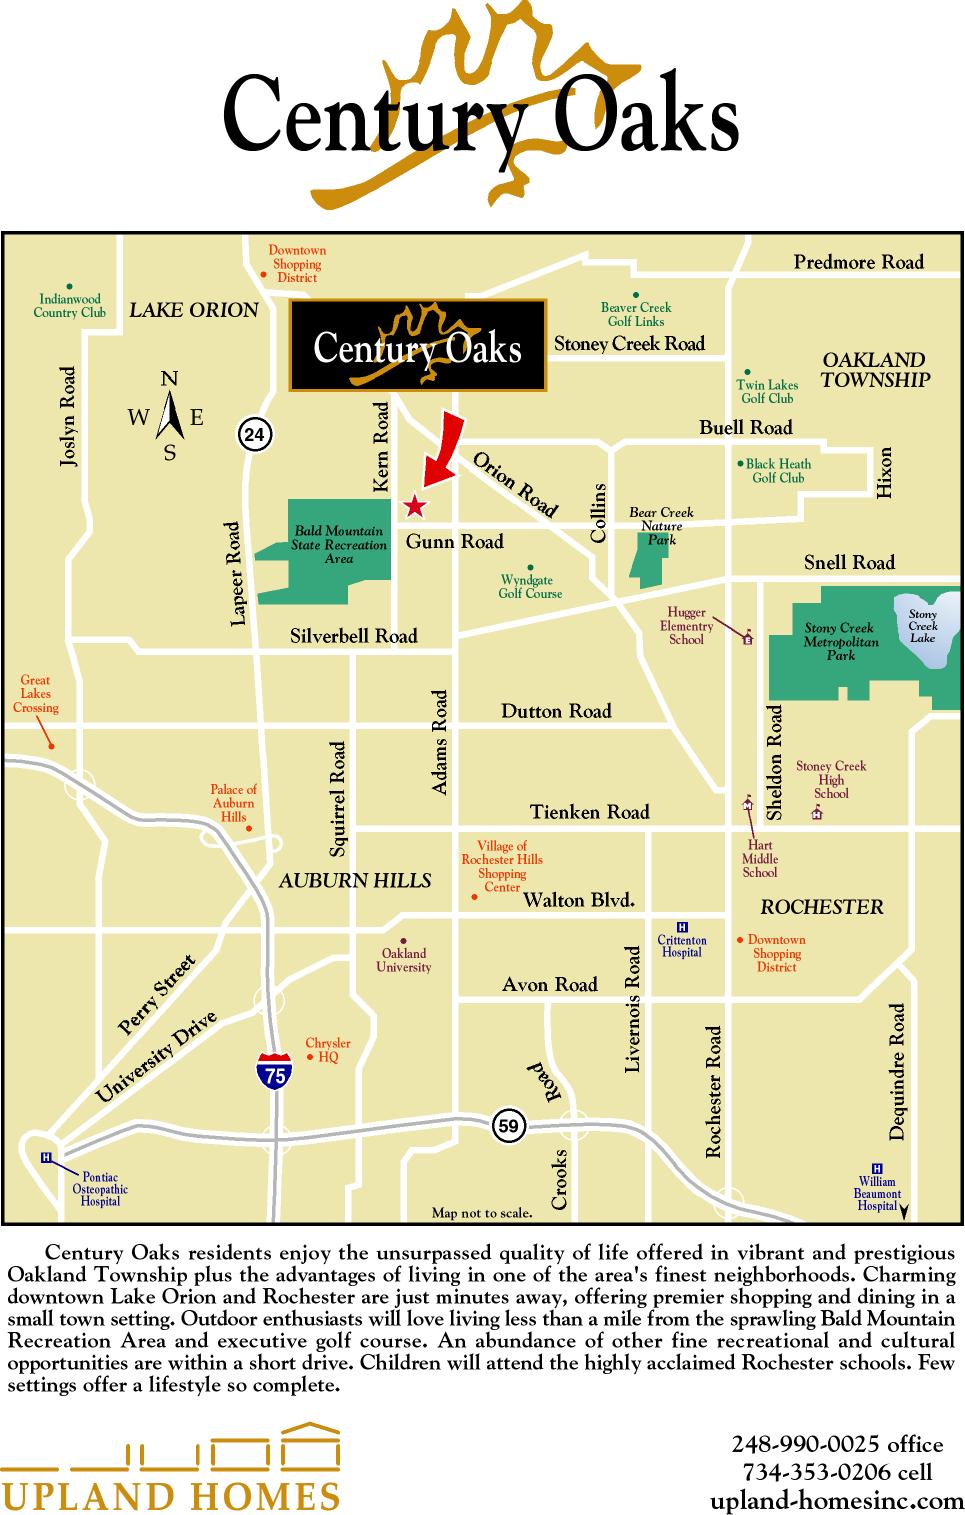 Century Oaks
Downtown
Shopping
District
Predmore Road
Indianwood
Country Club
LAKE ORION
Beaver Creek
Golf Links
Century Oaks
Stoney Creek Road
OAKLAND
TOWNSHIP
Joslyn Road
N
W E
S
Twin Lakes
Golf Club
24
Kern Road
Buell Road
Orion Road
Black Heath
Golf Club
Hixon
Collins
Bald Mountain
State Recreation
Area
Bear Creek
Nature
Park
Gunn Road
Lapeer Road
Snell Road
Wyndgate
Golf Course
Hugger
Elementry
School
E
Stony Creek
Metropolitan
Park
Stony
Creek
Lake
Silverbell Road
Great
Lakes
Crossing
Adams Road
Dutton Road
Sheldon Road
Squirrel Road
Stoney Creek
High
School
H
Palace of
Auburn
Hills
Tienken Road
M
Hart
Middle
School
Village of
Rochester Hills
Shopping
Center
AUBURN HILLS
Walton Blvd.
ROCHESTER
H
Crittenton
Hospital
Downtown
Shopping
District
Oakland
University
Perry Street
Livernois Road
Avon Road
University Drive
Chrysler
HQ
75
Road
Rochester Road
Dequindre Road
59
H
Pontiac
Osteopathic
Hospital
Crooks
H
William
Beaumont
Hospital
Map not to scale.
Century Oaks residents enjoy the unsurpassed quality of life offered in vibrant and prestigious
Oakland Township plus the advantages of living in one of the area's finest neighborhoods. Charming
downtown Lake Orion and Rochester are just minutes away, offering premier shopping and dining in a
small town setting. Outdoor enthusiasts will love living less than a mile from the sprawling Bald Mountain
Recreation Area and executive golf course. An abundance of other fine recreational and cultural
opportunities are within a short drive. Children will attend the highly acclaimed Rochester schools. Few
settings offer a lifestyle so complete.
UPLAND HOMES
248-990-0025 office
734-353-0206 cell
upland-homesinc.com